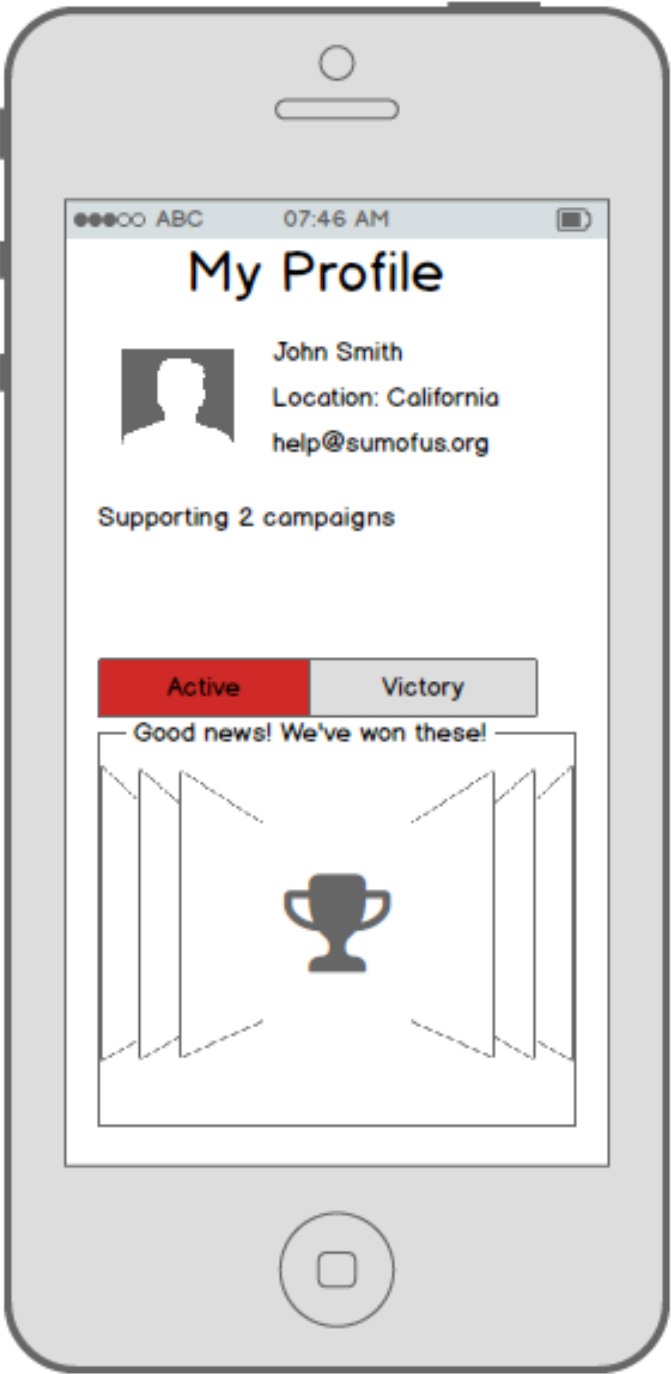 ABC 07:46 AM
My Profile
John Smith
Location: California
help@sumofus.org
Supporting 2 campaigns
Active Victory
Good news! We've won these!